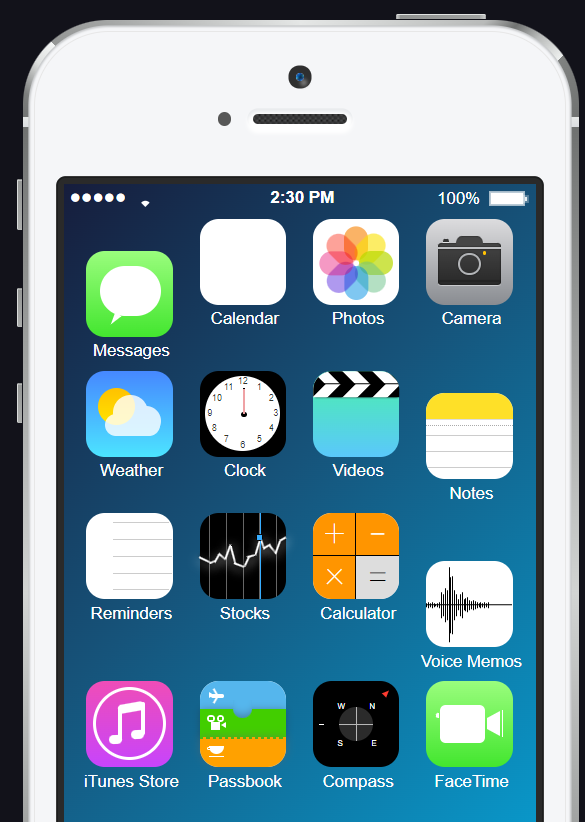 2:30 PM
100%
Messages
Calendar
Photos
Camera
Weather
12
11
1
10
2
9
3
8
4
7
5
6
Clock
Videos
Notes
Reminders
Stocks
Calculator
Voice Memos
iTunes Store
Passbook
W N
S E
Compass
FaceTime